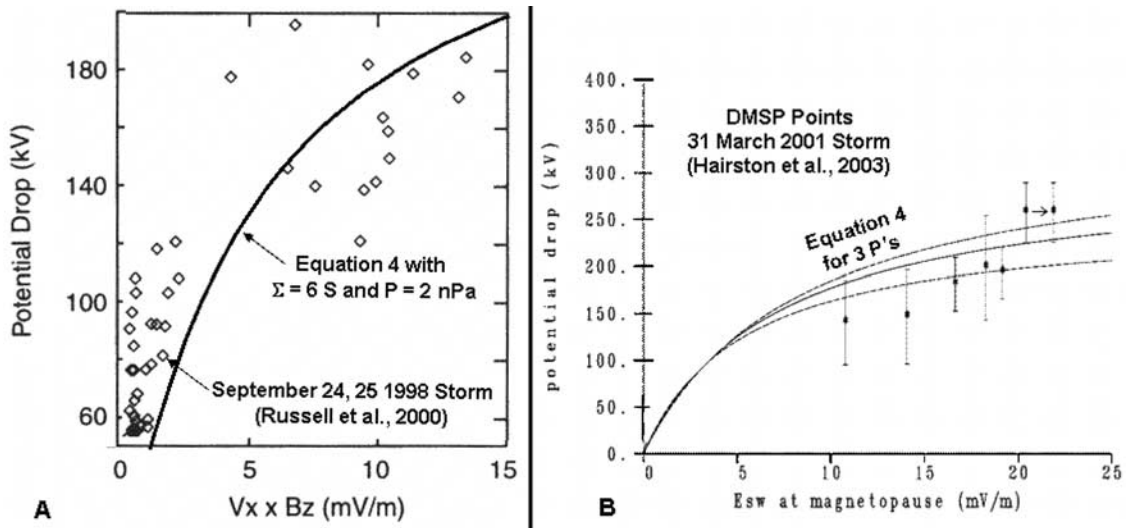 Potential Drop (kV)
180
140
100
60
0
5
10
15
Vx x Bz (mV/m)
Equation 4 with
Σ = 6 S and P = 2 nPa
September 24, 25 1998 Storm
(Russell et al., 2000)
A
potential drop (kV)
400.
350.
300.
250.
200.
150.
100.
50.
0.
0
5
10
15
20
25
Esw at magnetopause (mV/m)
DMSP Points
31 March 2001 Storm
(Hairston et al., 2003)
Equation 4
for 3 P's
B